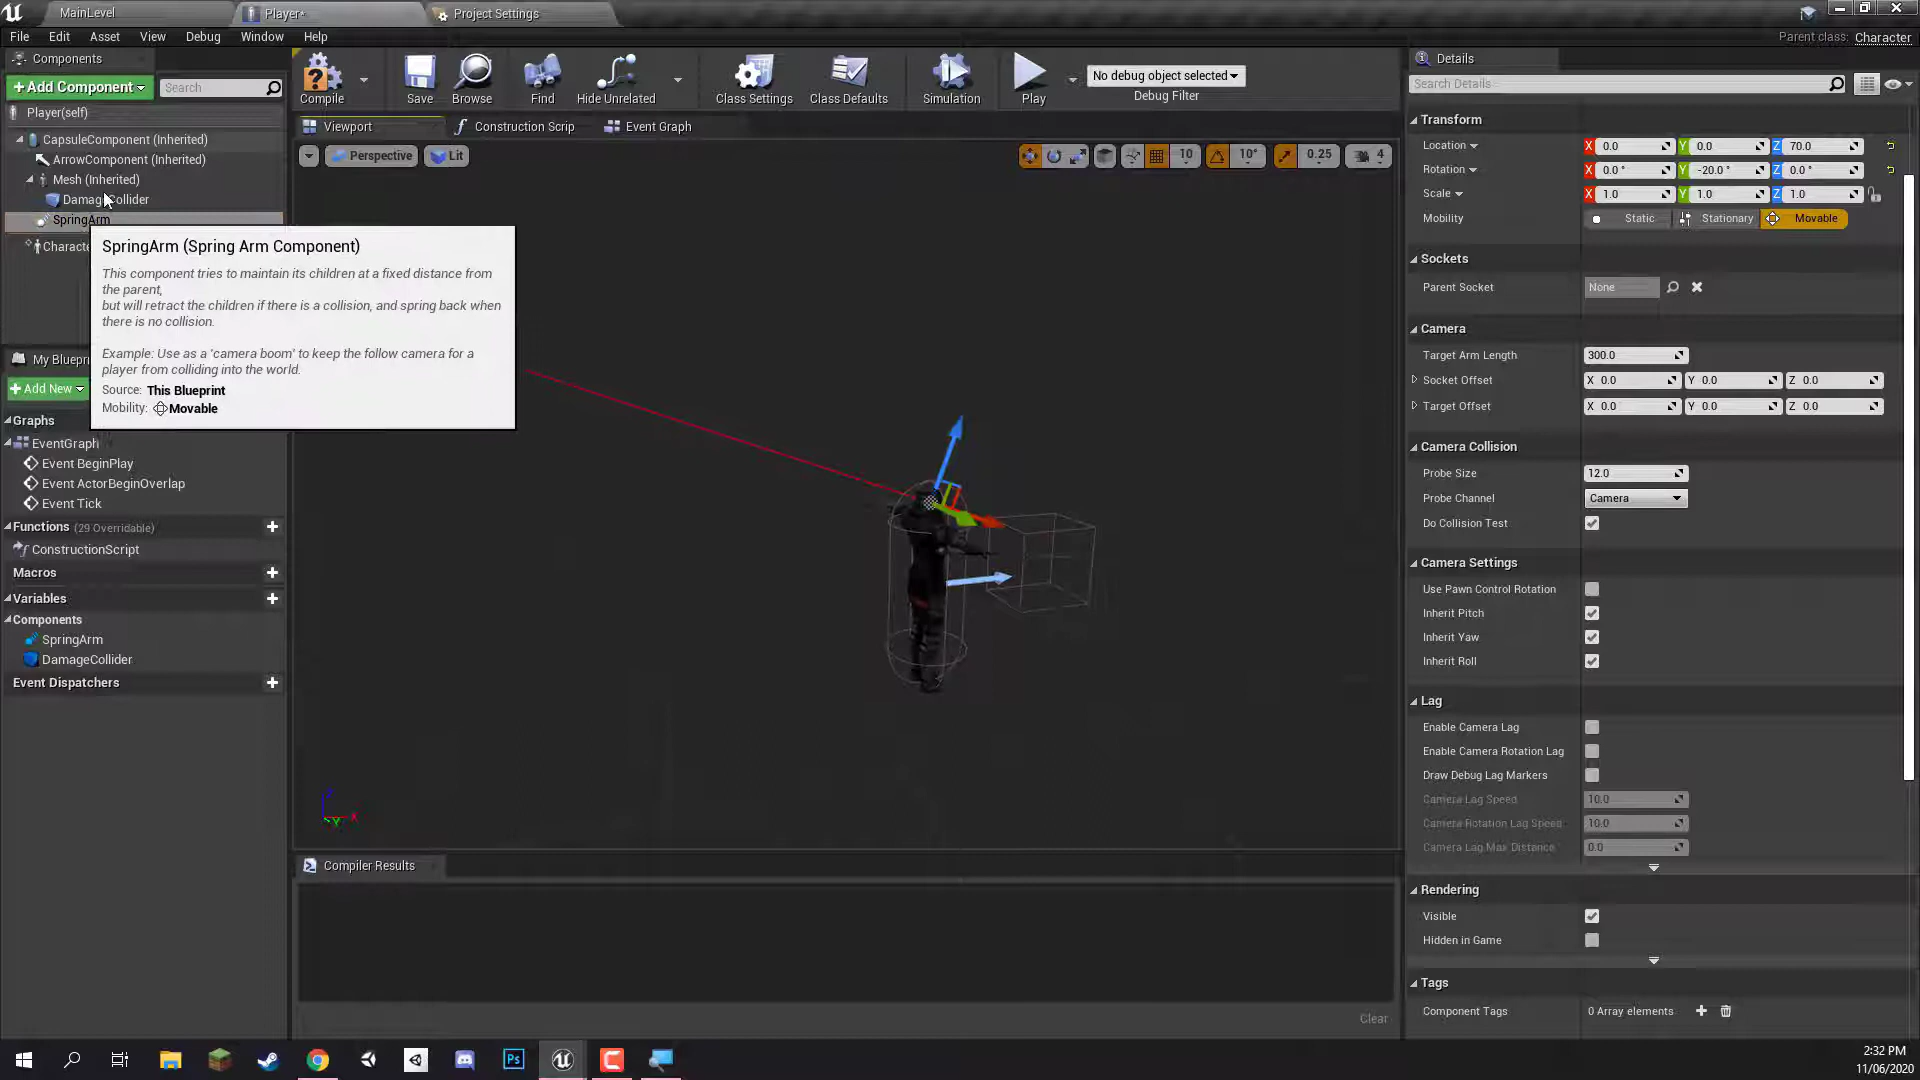 MainLevel
Player*
Project Settings
File Edit Asset View Debug Window Help
Parent class: Character
Components
+Add Component
Search
Player(self)
CapsuleComponent (Inherited)
ArrowComponent (Inherited)
Mesh (Inherited)
SpringArm
SpringArm (Spring Arm Component)
This component tries to maintain its children at a fixed distance from
the parent,
but will retract the children if there is a collision, and spring back when
there is no collision.
Example: Use as a 'camera boom' to keep the follow camera for a
player from colliding into the world.
Source: This Blueprint
Mobility: Movable
+Add New
Graphs
EventGraph
Event BeginPlay
Event ActorBeginOverlap
Event Tick
Functions (29 Overridable)
ConstructionScript
Macros
Variables
Components
SpringArm
DamageCollider
Event Dispatchers
Compile Save Browse Find Hide Unrelated Class Settings Class Defaults Simulation Play
No debug object selected
Debug Filter
Viewport Construction Scrip Event Graph
Perspective Lit 10 10° 0.25 4
Compiler Results
Clear
Details
Search Details
Transform
Location X 0.0 Y 0.0 Z 70.0
Rotation X 0.0° Y -20.0° Z 0.0°
Scale X 1.0 Y 1.0 Z 1.0
Mobility Static Stationary Movable
Sockets
Parent Socket None
Camera
Target Arm Length 300.0
Socket Offset X 0.0 Y 0.0 Z 0.0
Target Offset X 0.0 Y 0.0 Z 0.0
Camera Collision
Probe Size 12.0
Probe Channel Camera
Do Collision Test
Camera Settings
Use Pawn Control Rotation
Inherit Pitch
Inherit Yaw
Inherit Roll
Lag
Enable Camera Lag
Enable Camera Rotation Lag
Draw Debug Lag Markers
Camera Lag Speed 10.0
Camera Rotation Lag Speed 10.0
Camera Lag Max Distance 0.0
Rendering
Visible
Hidden in Game
Tags
Component Tags 0 Array elements
2:32 PM
11/06/2020